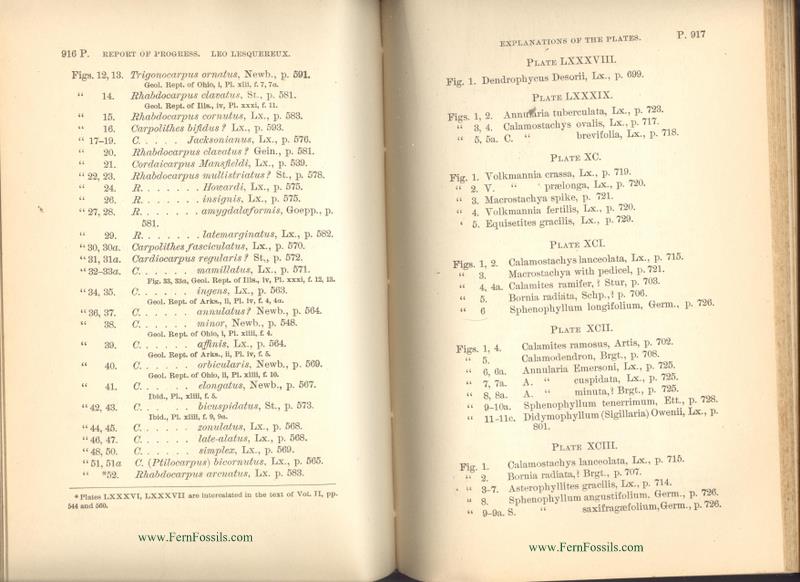 916 P. REPORT OF PROGRESS. LEO LESQUEREUX.
Figs. 12, 13. Trigonocarpus ornatus, Newb., p. 591.
Geol. Rept. of Ohio, i, Pl. xlii, f. 7, 7a.
" 14. Rhabdocarpus clavatus, St., p. 581.
Geol. Rept. of Ills., iv, Pl. xxxi, f. 11.
" 15. Rhabdocarpus cornutus, Lx., p. 583.
" 16. Carpolithes bifidus? Lx., p. 593.
" 17-19. C. . . . . Jacksonianus, Lx., p. 576.
" 20. Rhabdocarpus clavatus? Gein., p. 581.
" 21. Cordaicarpus Mansfieldi, Lx., p. 539.
" 22, 23. Rhabdocarpus multistriatus? St., p. 578.
" 24. R. . . . . . . Howardi, Lx., p. 575.
" 26. R. . . . . . . insignis, Lx., p. 575.
" 27, 28. R. . . . . . . amygdalæformis, Goepp., p.
581.
" 29. R. . . . . . . latemarginatus, Lx., p. 582.
" 30, 30a. Carpolithes fasciculatus, Lx., p. 570.
" 31, 31a. Cardiocarpus regularis? St., p. 572.
" 32-33a. C. . . . . . mamillatus, Lx., p. 571.
Fig. 33, 33a, Geol. Rept. of Ills., iv, Pl. xxxi, f. 12, 13.
" 34, 35. C. . . . . . ingens, Lx., p. 563.
Geol. Rept. of Arks., ii, Pl. iv, f. 4, 4a.
" 36, 37. C. . . . . . annulatus? Newb., p. 564.
" 38. C. . . . . . minor, Newb., p. 548.
Geol. Rept. of Ohio, i, Pl. xliii, f. 4.
" 39. C. . . . . . affinis, Lx., p. 564.
Geol. Rept. of Arks., ii, Pl. iv, f. 5.
" 40. C. . . . . . orbicularis, Newb., p. 569.
Geol. Rept. of Ohio, ii, Pl. xliii, f. 10.
" 41. C. . . . . . elongatus, Newb., p. 567.
Ibid., Pl., xliii, f. 5.
" 42, 43. C. . . . . . bicuspidatus, St., p. 573.
Ibid., Pl. xliii, f. 9, 9a.
" 44, 45. C. . . . . . zonulatus, Lx., p. 568.
" 46, 47. C. . . . . . late-alatus, Lx., p. 568.
" 48, 50. C. . . . . . simplex, Lx., p. 569.
" 51, 51a C. (Ptilocarpus) bicornutus, Lx., p. 565.
" *52. Rhabdocarpus arcuatus, Lx. p. 583.
*Plates LXXXVI, LXXXVII are intercalated in the text of Vol. II, pp.
544 and 560.
www.FernFossils.com
EXPLANATIONS OF THE PLATES. P. 917
PLATE LXXXVIII.
Fig. 1. Dendrophycus Desorii, Lx., p. 699.
PLATE LXXXIX.
Figs. 1, 2. Annularia tuberculata, Lx., p. 723.
" 3, 4. Calamostachys ovalis, Lx., p. 717.
" 5, 5a. C. " brevifolia, Lx., p. 718.
PLATE XC.
Fig. 1. Volkmannia crassa, Lx., p. 719.
" 2. V. " prælonga, Lx., p. 720.
" 3. Macrostachya spike, p. 721.
" 4. Volkmannia fertilis, Lx., p. 720.
" 5. Equisetites gracilis, Lx., p. 729.
PLATE XCI.
Figs. 1, 2. Calamostachys lanceolata, Lx., p. 715.
" 3. Macrostachya with pedicel, p. 721.
" 4, 4a. Calamites ramifer,? Stur, p. 703.
" 5. Bornia radiata, Schp.,? p. 706.
" 6 Sphenophyllum longifolium, Germ., p. 726.
PLATE XCII.
Figs. 1, 4. Calamites ramosus, Artis, p. 702.
" 5. Calamodendron, Brgt., p. 708.
" 6, 6a. Annularia Emersoni, Lx., p. 725.
" 7, 7a. A. " cuspidata, Lx., p. 725.
" 8, 8a. A. " minuta,? Brgt., p. 725.
" 9-10a. Sphenophyllum tenerrimum, Ett., p. 728.
" 11-11c. Didymophyllum (Sigillaria) Owenii, Lx., p.
801.
PLATE XCIII.
Fig. 1. Calamostachys lanceolata, Lx., p. 715.
" 2. Bornia radiata,? Brgt., p. 707.
" 3-7. Asterophyllites gracilis, Lx., p. 714.
" 8. Sphenophyllum angustifolium, Germ., p. 726.
" 9-9a. S. " saxifragæfolium, Germ., p. 726.
www.FernFossils.com